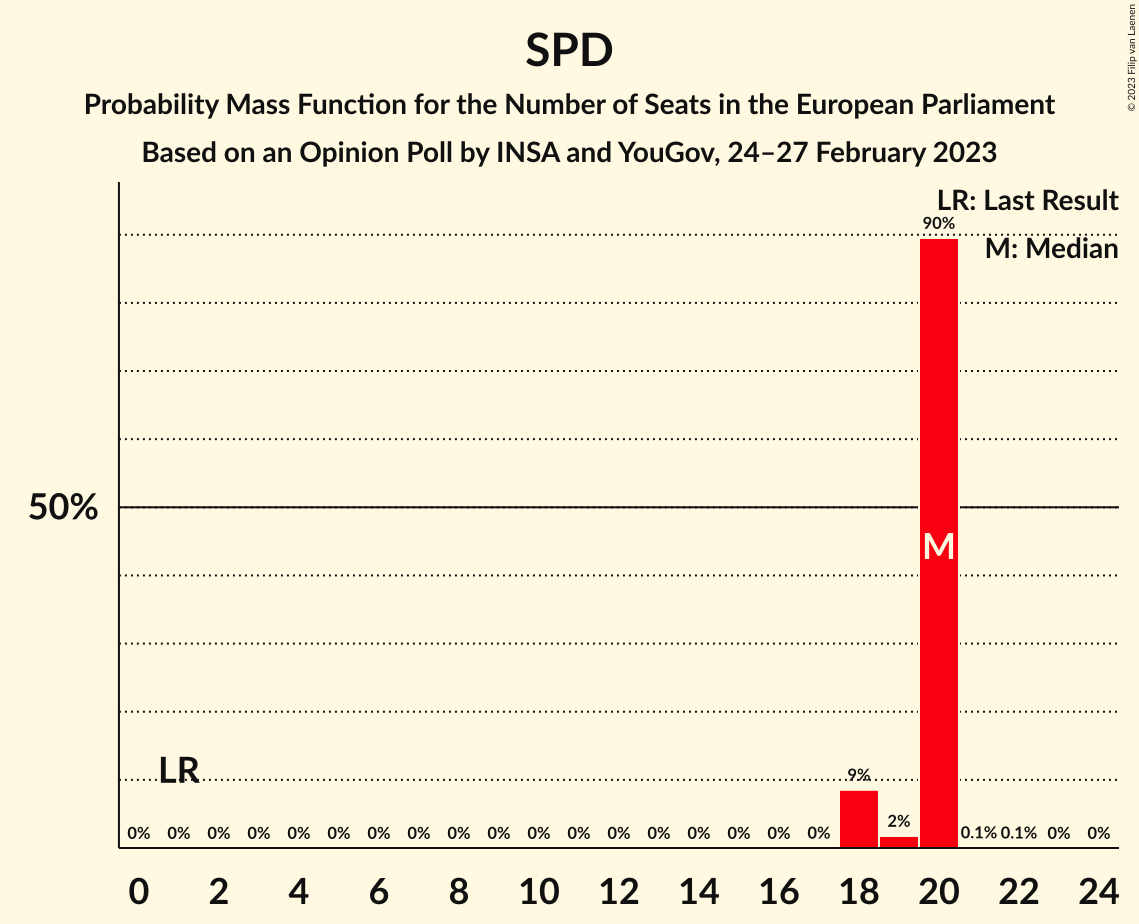 SPD
Probability Mass Function for the Number of Seats in the European Parliament
Based on an Opinion Poll by INSA and YouGov, 24–27 February 2023
© 2023 Filip van Laenen
LR: Last Result
90%
M: Median
50%
M
LR
9%
2%
0% 0% 0% 0% 0% 0% 0% 0% 0% 0% 0% 0% 0% 0% 0% 0% 0% 0% 0.1% 0.1% 0% 0%
0 2 4 6 8 10 12 14 16 18 20 22 24